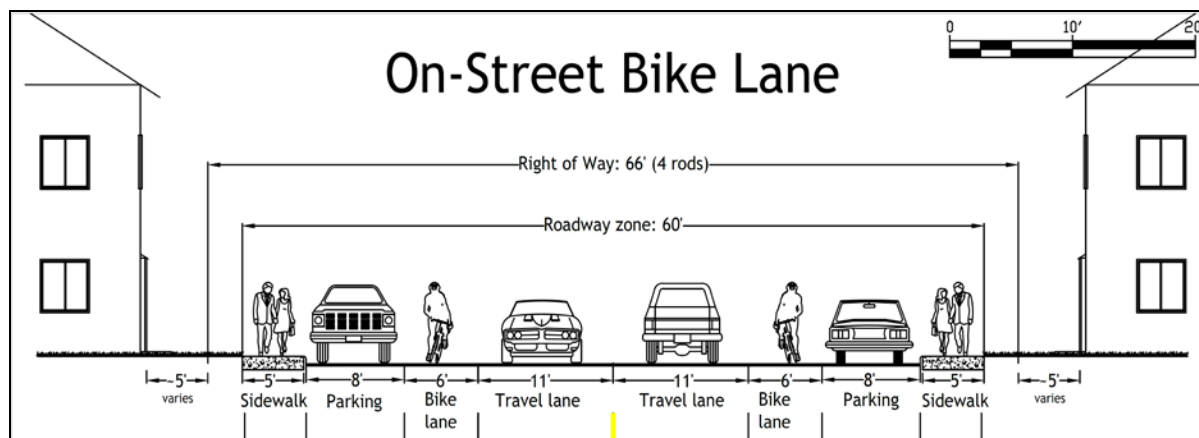 0 10' 20
On-Street Bike Lane
Right of Way: 66' (4 rods)
Roadway zone: 60'
~5' 5' 8' 6' 11' 11' 6' 8' 5' ~5'
varies Sidewalk Parking Bike Travel lane Travel lane Bike Parking Sidewalk varies
lane lane